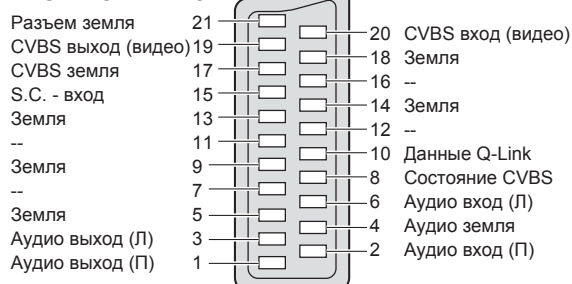 Разъем земля 21
CVBS выход (видео) 19
CVBS земля 17
S.C. - вход 15
Земля 13
-- 11
Земля 9
-- 7
Земля 5
Аудио выход (Л) 3
Аудио выход (П) 1
20 CVBS вход (видео)
18 Земля
16 --
14 Земля
12 --
10 Данные Q-Link
8 Состояние CVBS
6 Аудио вход (Л)
4 Аудио земля
2 Аудио вход (П)